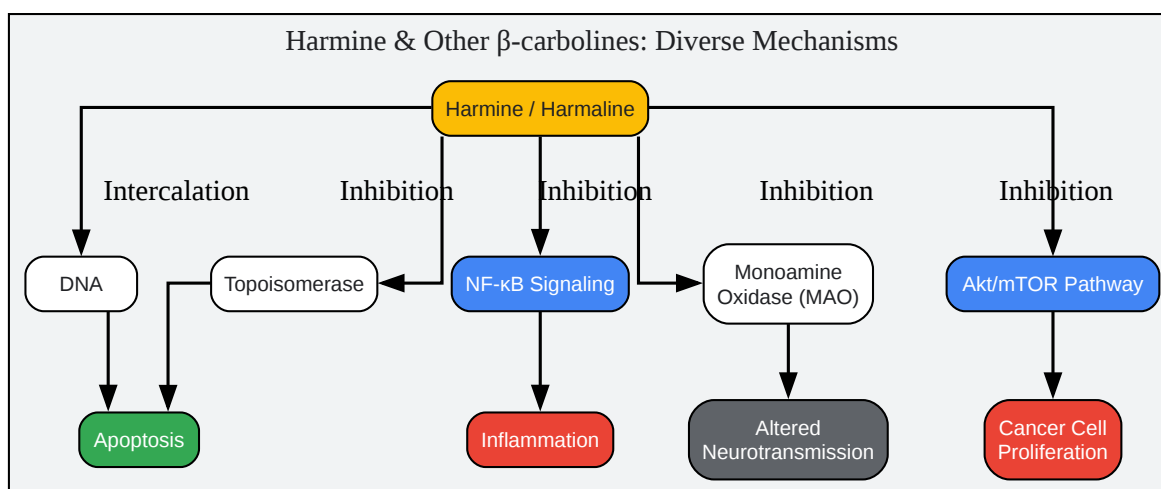 Harmine & Other β-carbolines: Diverse Mechanisms
Harmine / Harmaline
Intercalation
Inhibition
Inhibition
Inhibition
Inhibition
DNA
Topoisomerase
NF-κB Signaling
Monoamine
Oxidase (MAO)
Akt/mTOR Pathway
Apoptosis
Inflammation
Altered
Neurotransmission
Cancer Cell
Proliferation